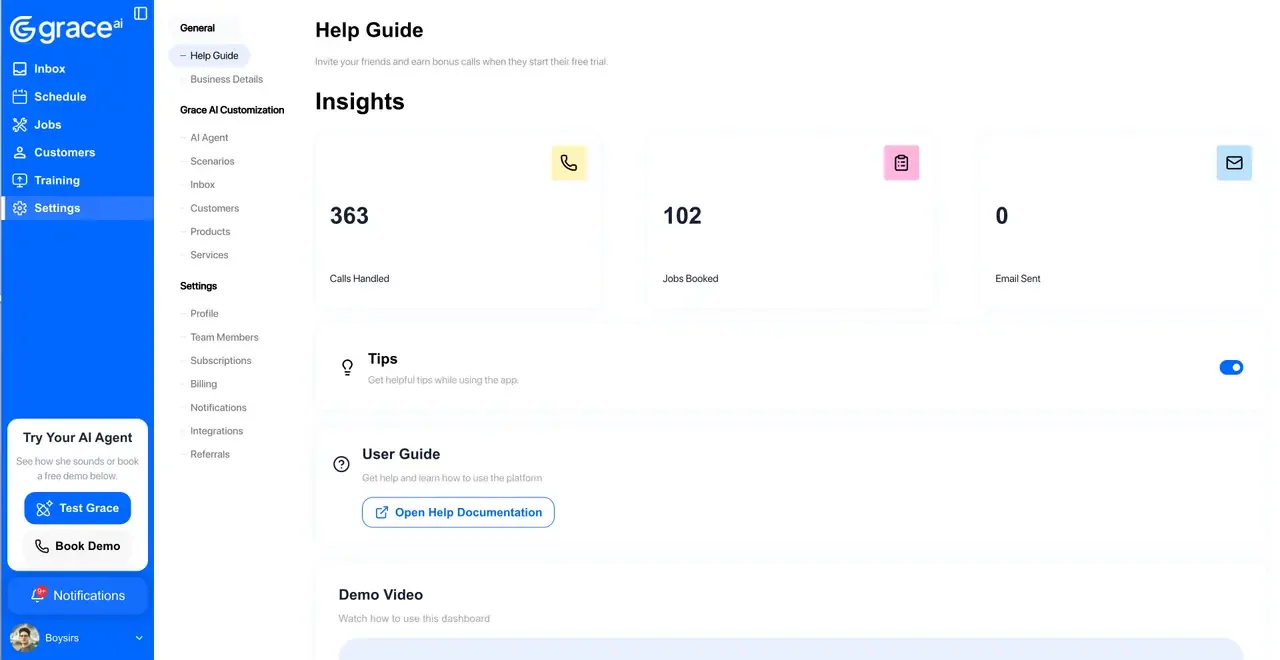 grace ai
Inbox
Schedule
Jobs
Customers
Training
Settings
Try Your AI Agent
See how she sounds or book
a free demo below.
Test Grace
Book Demo
9+
Notifications
Boysirs
General
Help Guide
Business Details
Grace AI Customization
AI Agent
Scenarios
Inbox
Customers
Products
Services
Settings
Profile
Team Members
Subscriptions
Billing
Notifications
Integrations
Referrals
Help Guide
Invite your friends and earn bonus calls when they start their free trial.
Insights
363
Calls Handled
102
Jobs Booked
0
Email Sent
Tips
Get helpful tips while using the app.
User Guide
Get help and learn how to use the platform
Open Help Documentation
Demo Video
Watch how to use this dashboard